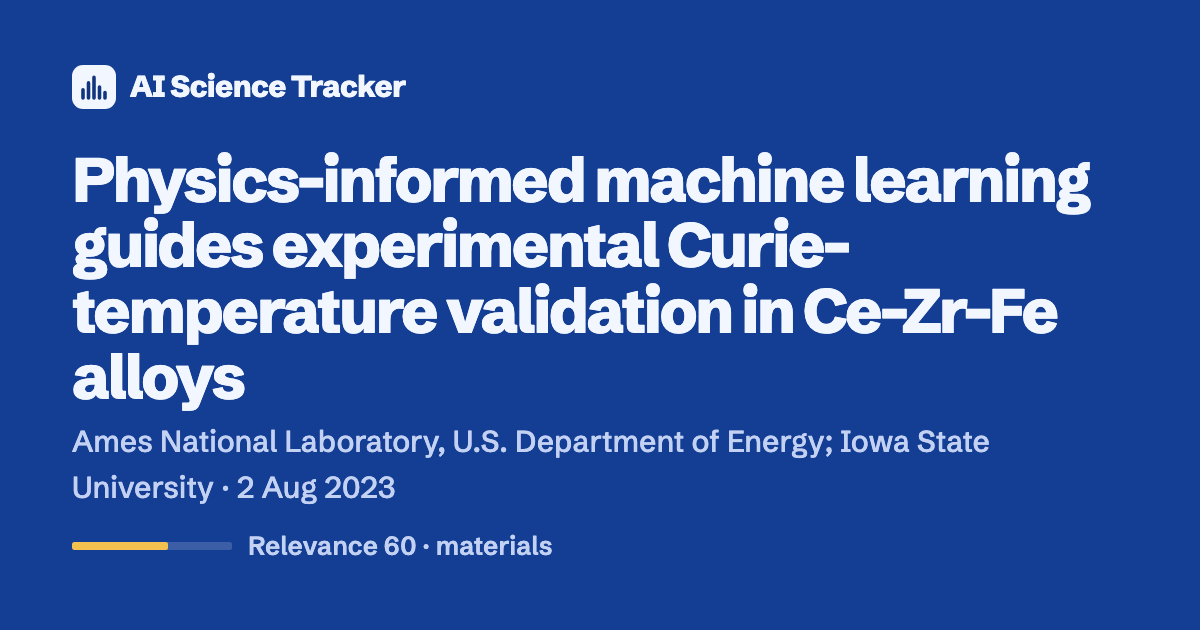 AI Science Tracker
Physics-informed machine learning
guides experimental Curie-
temperature validation in Ce-Zr-Fe
alloys
Ames National Laboratory, U.S. Department of Energy; Iowa State
University · 2 Aug 2023
Relevance 60 · materials